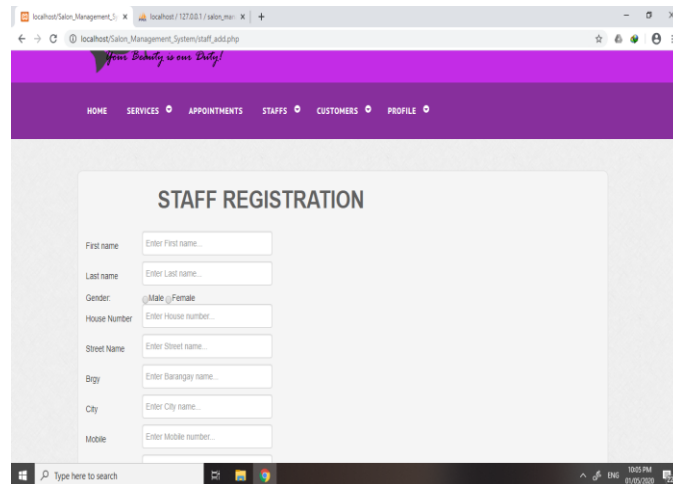 localhost/Salon_Management_S
localhost / 127.0.0.1 / salon_man
localhost/Salon_Management_System/staff_add.php
Your Beauty is our Duty!
HOME SERVICES APPOINTMENTS STAFFS CUSTOMERS PROFILE
STAFF REGISTRATION
First name Enter First name...
Last name Enter Last name...
Gender: Male Female
House Number Enter House number...
Street Name Enter Street name...
Brgy Enter Barangay name...
City Enter City name...
Mobile Enter Mobile number...
Type here to search
ENG
10:05 PM
01/05/2020